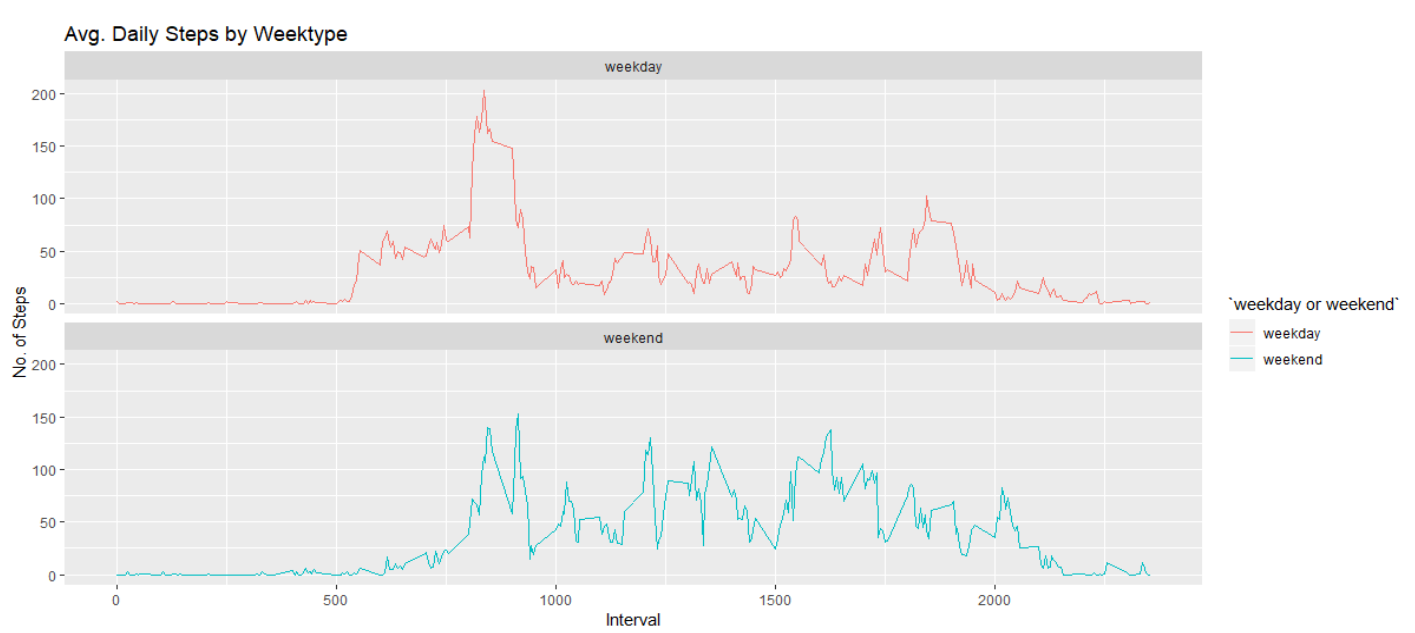 Avg. Daily Steps by Weektype
weekday
200
150
100
50
0
weekend
200
150
100
50
0
No. of Steps
0 500 1000 1500 2000
Interval
`weekday or weekend`
weekday
weekend